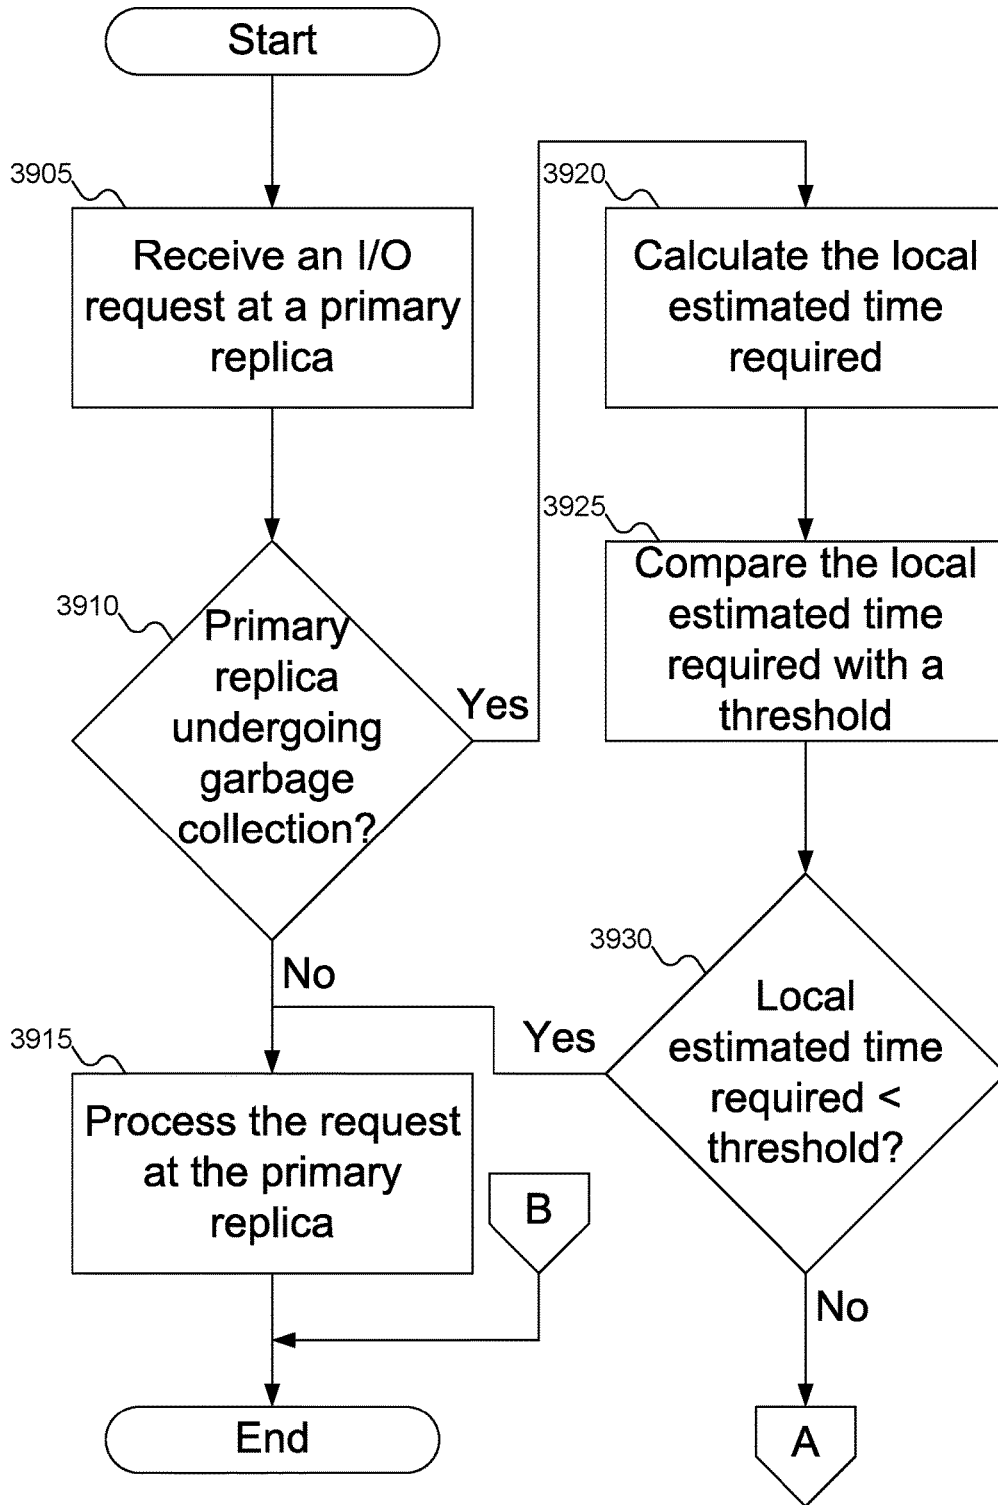 Start
3905
Receive an I/O
request at a primary
replica
3910
Primary
replica
undergoing
garbage
collection?
Yes
No
3915
Process the request
at the primary
replica
B
End
3920
Calculate the local
estimated time
required
3925
Compare the local
estimated time
required with a
threshold
3930
Local
estimated time
required <
threshold?
Yes
No
A